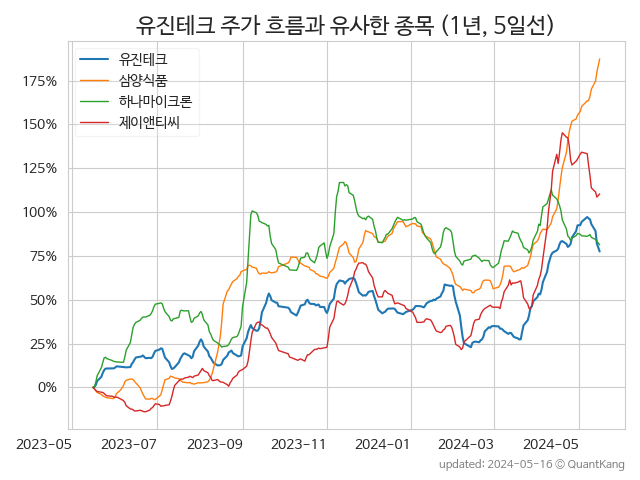 유진테크 주가 흐름과 유사한 종목 (1년, 5일선)
유진테크
삼양식품
하나마이크론
제이앤티씨
175%
150%
125%
100%
75%
50%
25%
0%
2023-05 2023-07 2023-09 2023-11 2024-01 2024-03 2024-05
updated: 2024-05-16 © QuantKang